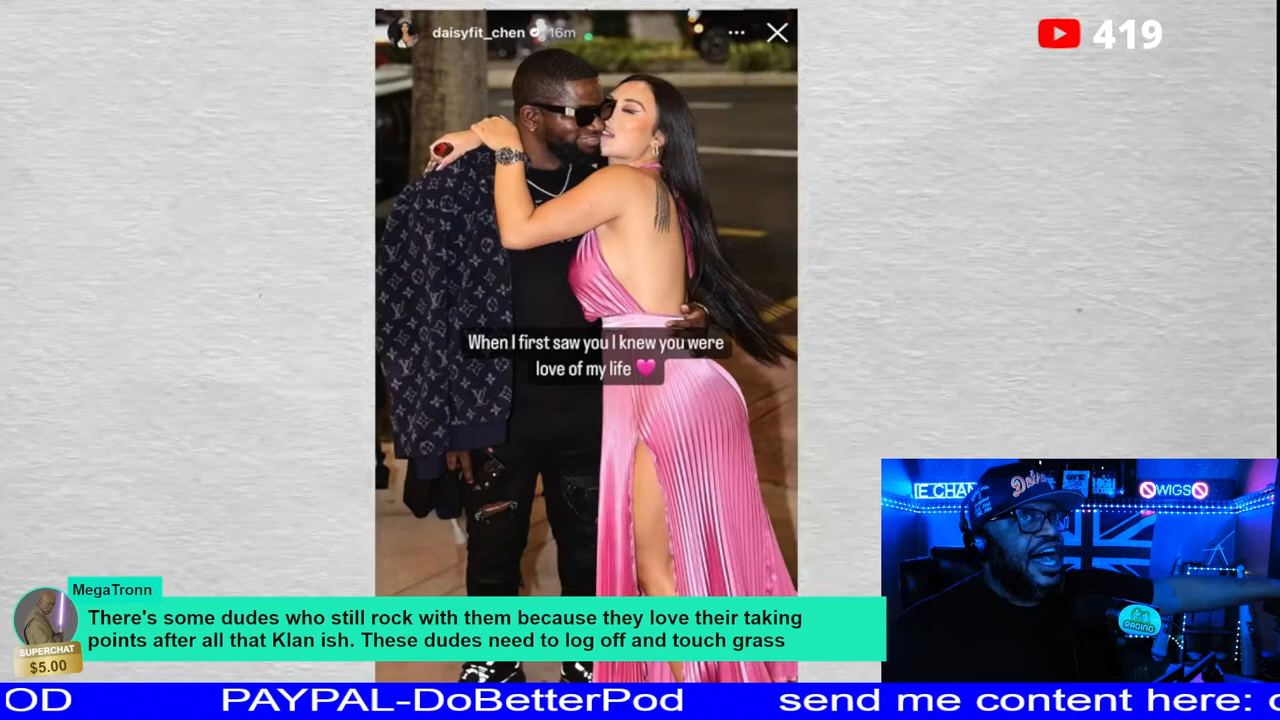 daisyfit_chen 16m
419
When I first saw you I knew you were
love of my life
WIGS
RAGING
MegaTronn
There's some dudes who still rock with them because they love their taking
points after all that Klan ish. These dudes need to log off and touch grass
SUPERCHAT
$5.00
OD PAYPAL-DoBetterPod send me content here: